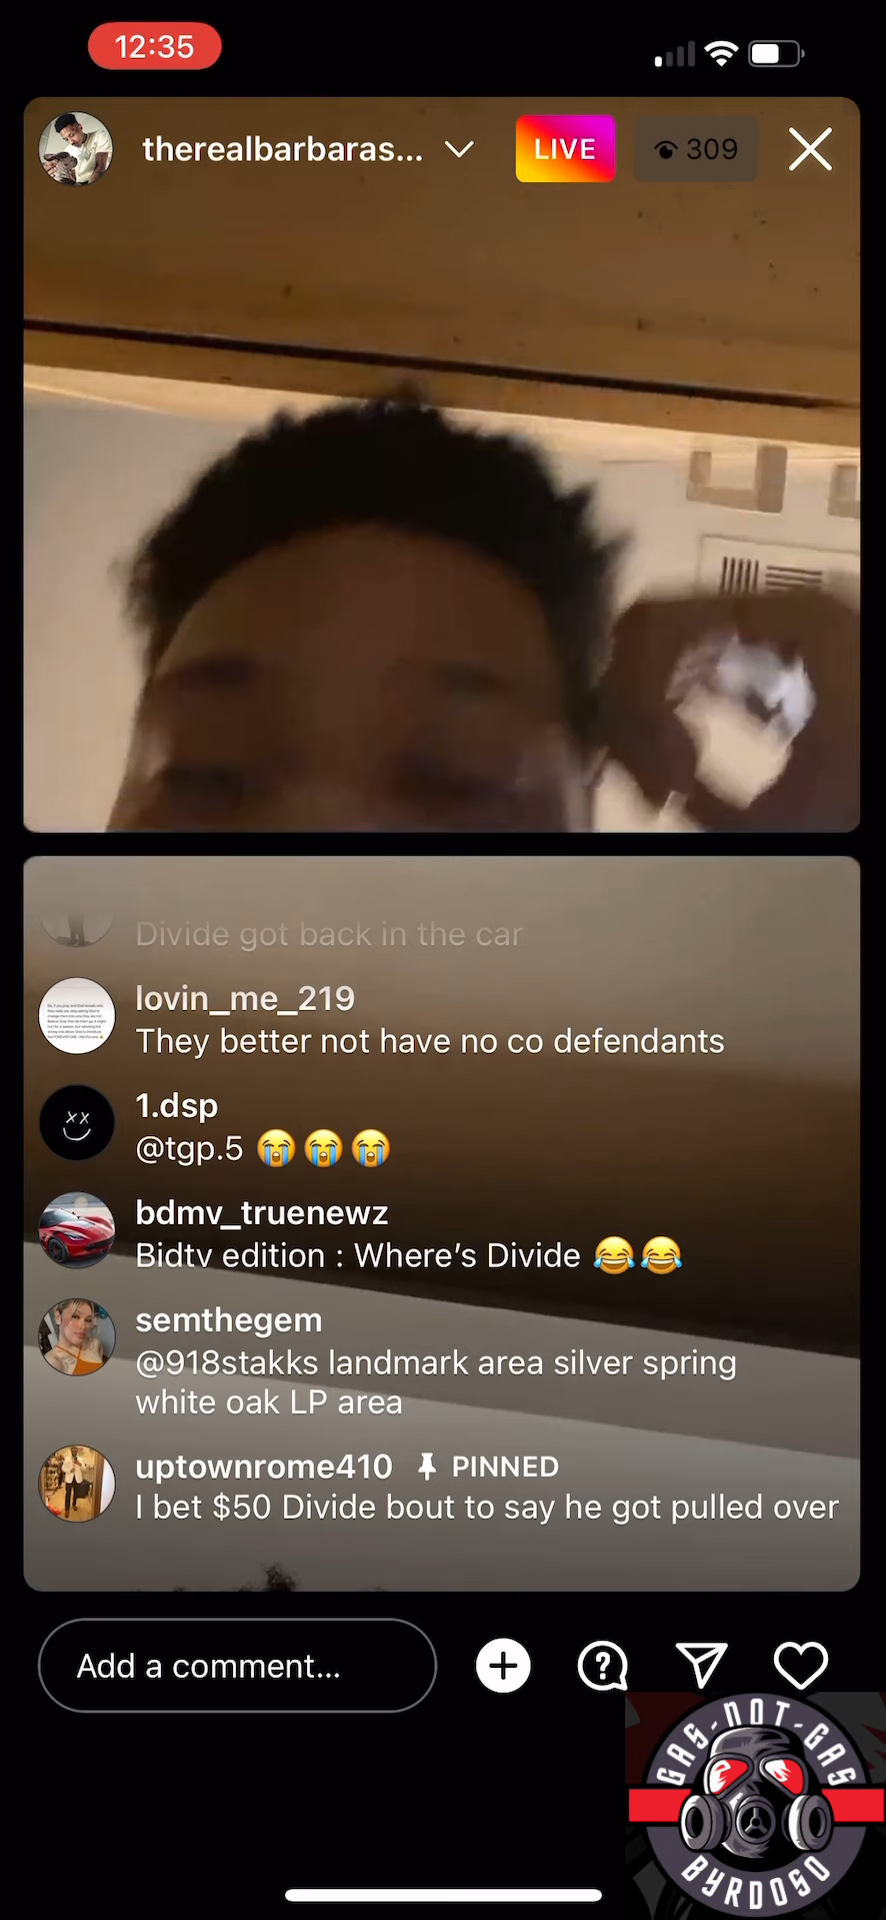 12:35
therealbarbaras...
LIVE
309
Divide got back in the car
lovin_me_219
They better not have no co defendants
1.dsp
@tgp.5 😭😭😭
bdmv_truenewz
Bidtv edition : Where's Divide 😂😂
semthegem
@918stakks landmark area silver spring
white oak LP area
uptownrome410 PINNED
I bet $50 Divide bout to say he got pulled over
Add a comment...
GAS-NOT-GAS
BYRDOSO